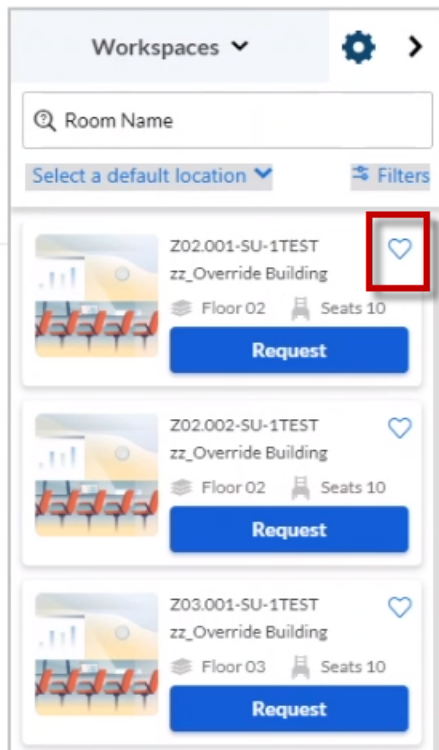 Workspaces
Room Name
Select a default location
Filters
Z02.001-SU-1TEST
zz_Override Building
Floor 02 Seats 10
Request
Z02.002-SU-1TEST
zz_Override Building
Floor 02 Seats 10
Request
Z03.001-SU-1TEST
zz_Override Building
Floor 03 Seats 10
Request